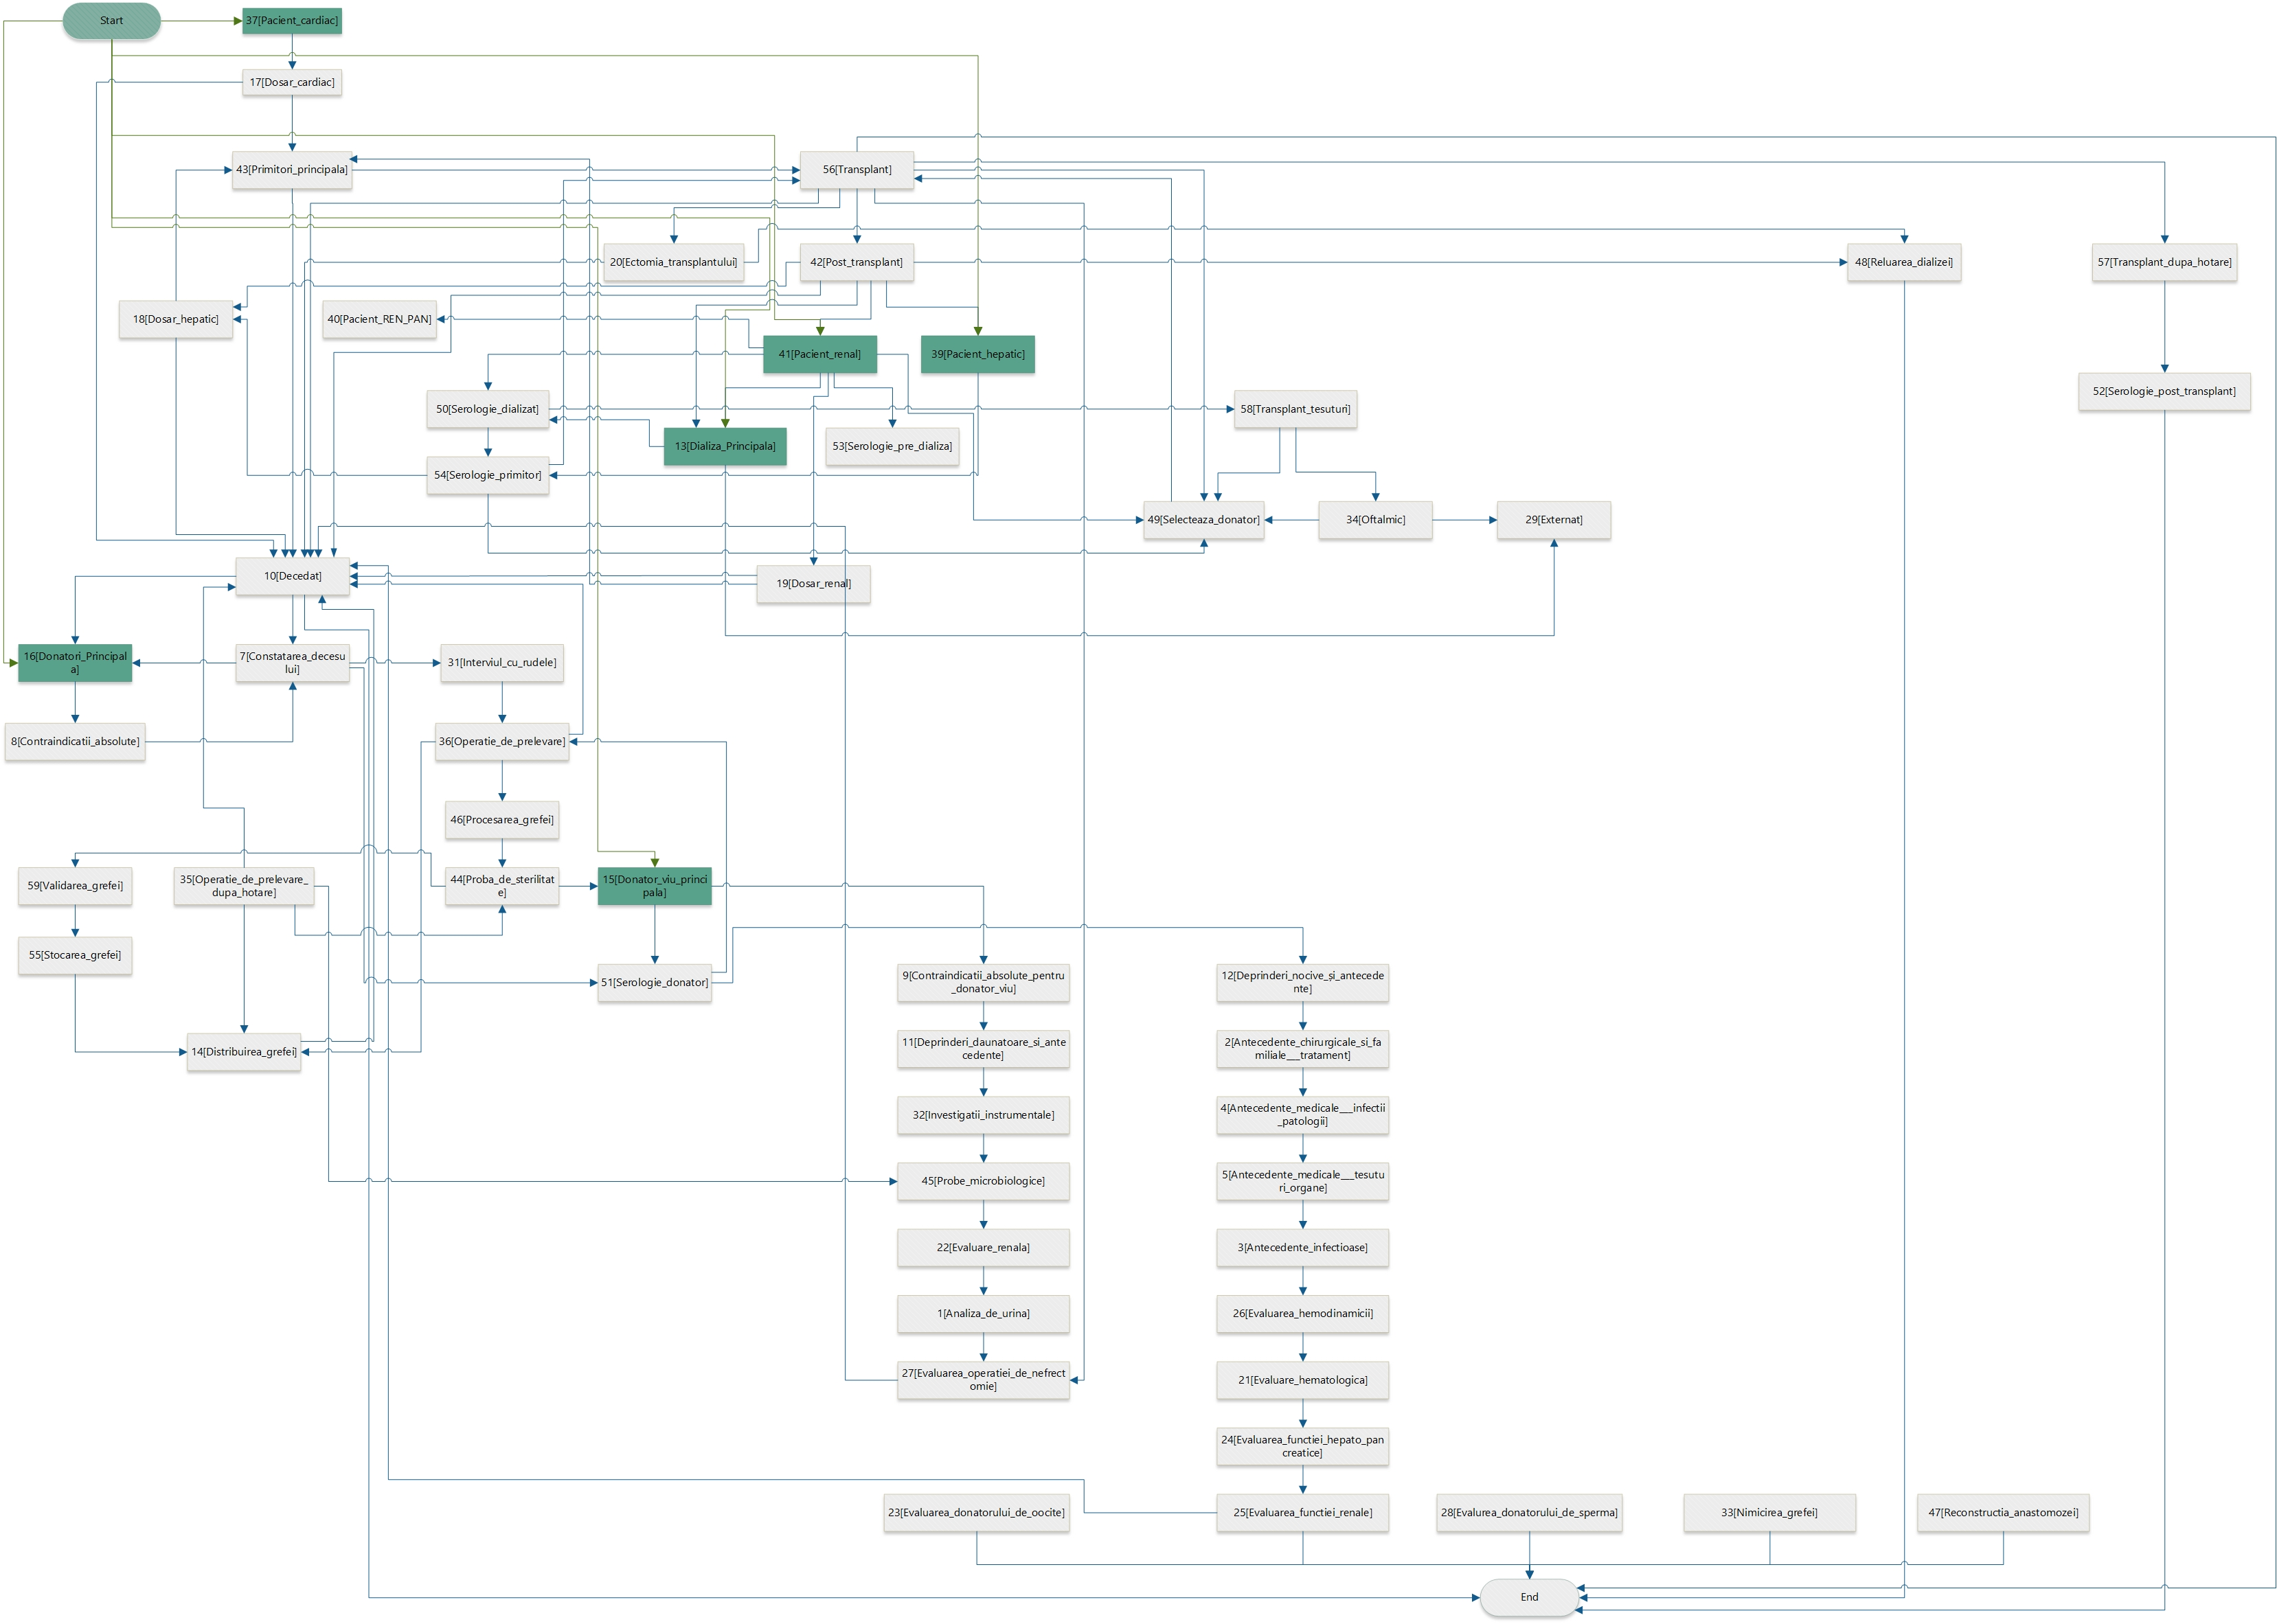 Start
37[Pacient_cardiac]
17[Dosar_cardiac]
43[Primitori_principala]
56[Transplant]
20[Ectomia_transplantului]
42[Post_transplant]
48[Reluarea_dializei]
57[Transplant_dupa_hotare]
18[Dosar_hepatic]
40[Pacient_REN_PAN]
41[Pacient_renal]
39[Pacient_hepatic]
52[Serologie_post_transplant]
50[Serologie_dializat]
58[Transplant_tesuturi]
13[Dializa_Principala]
53[Serologie_pre_dializa]
54[Serologie_primitor]
49[Selecteaza_donator]
34[Oftalmic]
29[Externat]
10[Decedat]
19[Dosar_renal]
16[Donatori_Principal
a]
7[Constatarea_decesu
lui]
31[Interviul_cu_rudele]
8[Contraindicatii_absolute]
36[Operatie_de_prelevare]
46[Procesarea_grefei]
59[Validarea_grefei]
35[Operatie_de_prelevare_
dupa_hotare]
44[Proba_de_sterilitat
e]
15[Donator_viu_princi
pala]
55[Stocarea_grefei]
51[Serologie_donator]
9[Contraindicatii_absolute_pentru
_donator_viu]
12[Deprinderi_nocive_și_antecede
nte]
14[Distribuirea_grefei]
11[Deprinderi_daunatoare_si_ante
cedente]
2[Antecedente_chirurgicale_si_fa
miliale___tratament]
32[Investigatii_instrumentale]
4[Antecedente_medicale___infectii
_patologii]
45[Probe_microbiologice]
5[Antecedente_medicale___tesutu
ri_organe]
22[Evaluare_renala]
3[Antecedente_infectioase]
1[Analiza_de_urina]
26[Evaluarea_hemodinamicii]
27[Evaluarea_operatiei_de_nefrect
omie]
21[Evaluare_hematologica]
24[Evaluarea_functiei_hepato_pan
creatice]
23[Evaluarea_donatorului_de_oocite]
25[Evaluarea_functiei_renale]
28[Evalurea_donatorului_de_sperma]
33[Nimicirea_grefei]
47[Reconstructia_anastomozei]
End